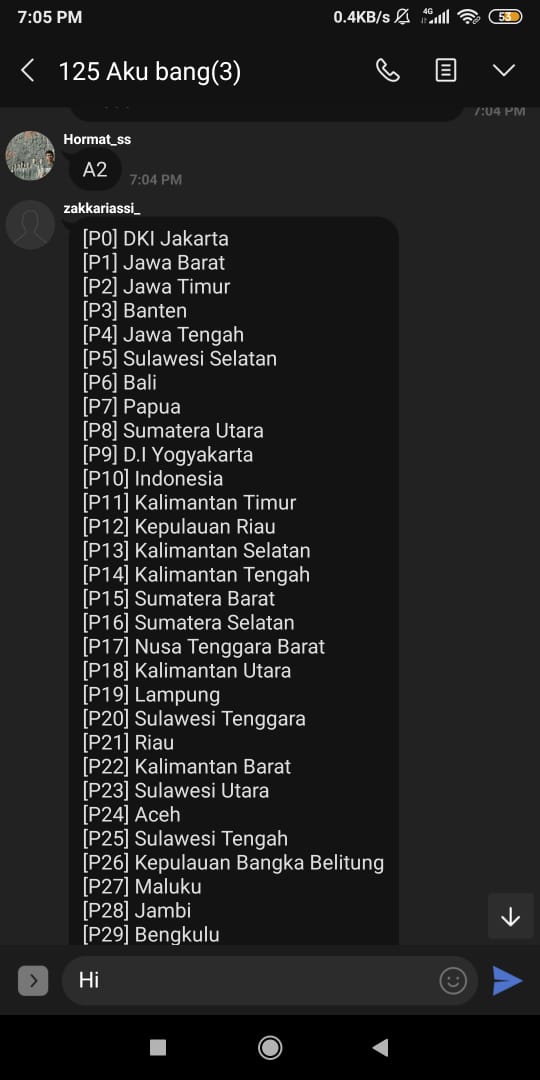 7:05 PM
0.4KB/s
4G
53
125 Aku bang(3)
7:04 PM
Hormat_ss
A2
7:04 PM
zakkariassi_
[P0] DKI Jakarta
[P1] Jawa Barat
[P2] Jawa Timur
[P3] Banten
[P4] Jawa Tengah
[P5] Sulawesi Selatan
[P6] Bali
[P7] Papua
[P8] Sumatera Utara
[P9] D.I Yogyakarta
[P10] Indonesia
[P11] Kalimantan Timur
[P12] Kepulauan Riau
[P13] Kalimantan Selatan
[P14] Kalimantan Tengah
[P15] Sumatera Barat
[P16] Sumatera Selatan
[P17] Nusa Tenggara Barat
[P18] Kalimantan Utara
[P19] Lampung
[P20] Sulawesi Tenggara
[P21] Riau
[P22] Kalimantan Barat
[P23] Sulawesi Utara
[P24] Aceh
[P25] Sulawesi Tengah
[P26] Kepulauan Bangka Belitung
[P27] Maluku
[P28] Jambi
[P29] Bengkulu
Hi